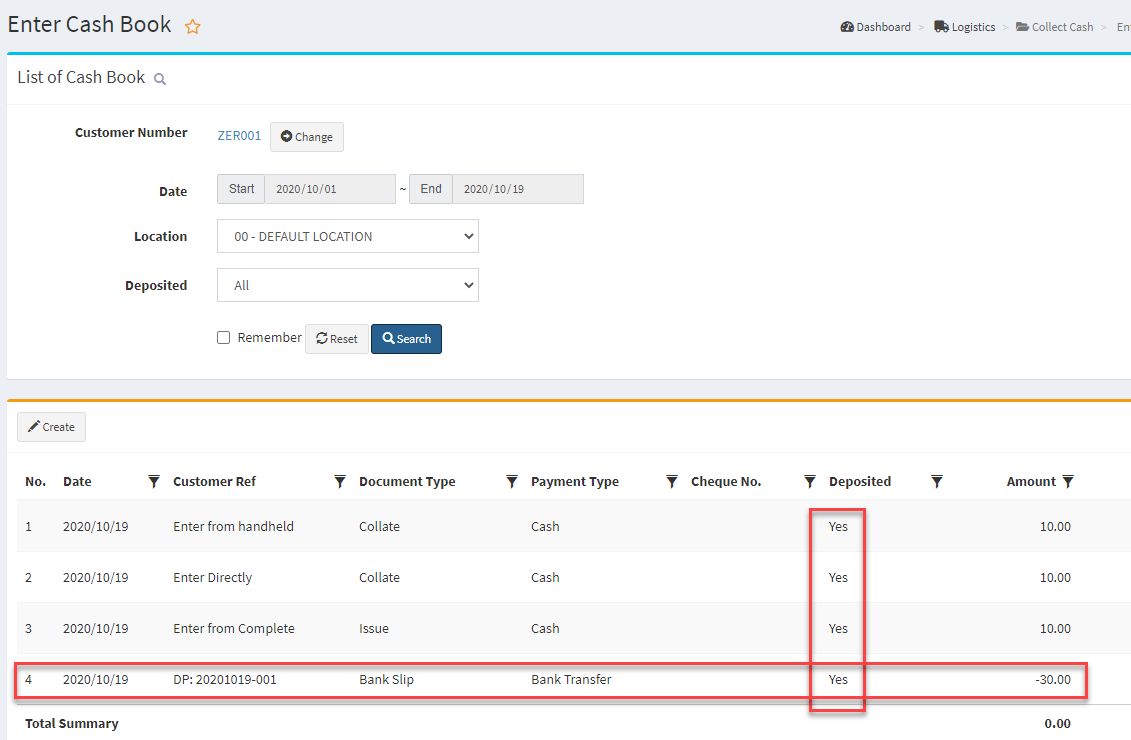 Enter Cash Book
Dashboard > Logistics > Collect Cash >
List of Cash Book
Customer Number ZER001 Change
Date Start 2020/10/01 ~ End 2020/10/19
Location 00 - DEFAULT LOCATION
Deposited All
Remember Reset Search
Create
No. Date Customer Ref Document Type Payment Type Cheque No. Deposited Amount
1 2020/10/19 Enter from handheld Collate Cash Yes 10.00
2 2020/10/19 Enter Directly Collate Cash Yes 10.00
3 2020/10/19 Enter from Complete Issue Cash Yes 10.00
4 2020/10/19 DP: 20201019-001 Bank Slip Bank Transfer Yes -30.00
Total Summary 0.00